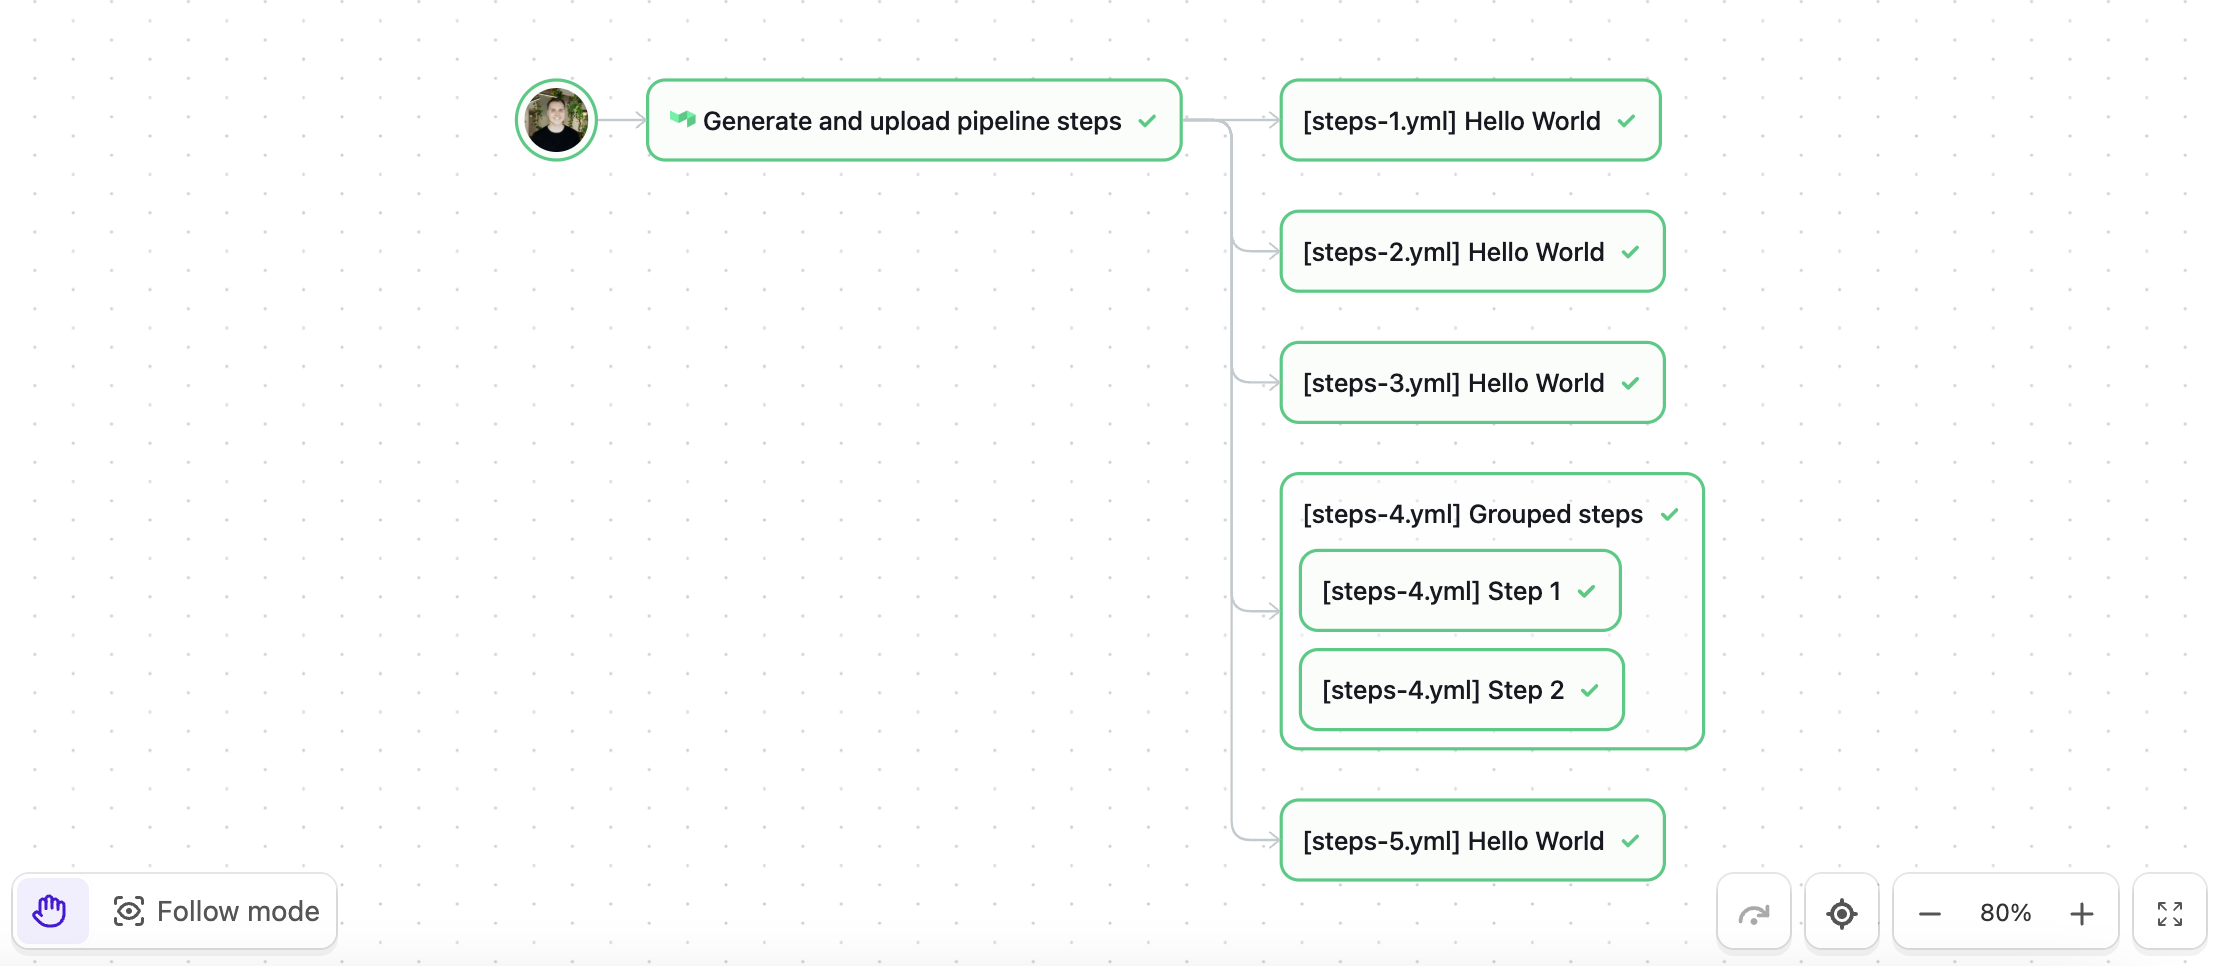 Generate and upload pipeline steps
[steps-1.yml] Hello World
[steps-2.yml] Hello World
[steps-3.yml] Hello World
[steps-4.yml] Grouped steps
[steps-4.yml] Step 1
[steps-4.yml] Step 2
[steps-5.yml] Hello World
Follow mode
80%